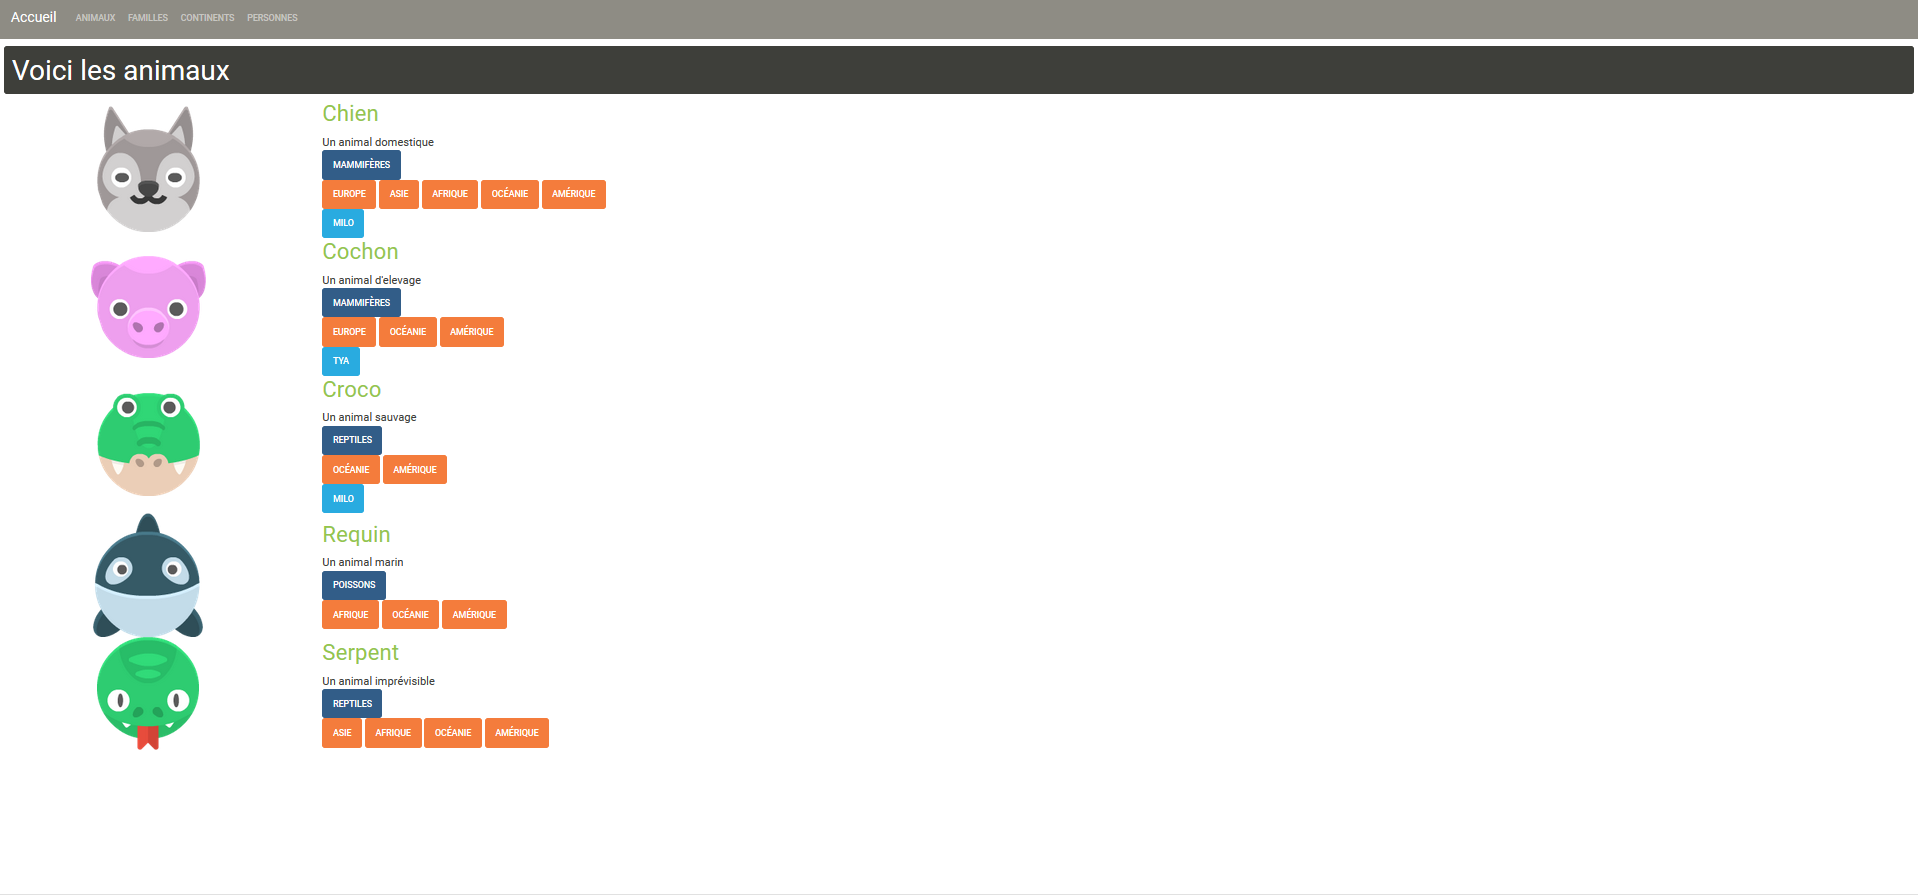 Accueil ANIMAUX FAMILLES CONTINENTS PERSONNES
Voici les animaux
Chien
Un animal domestique
MAMMIFÈRES
EUROPE ASIE AFRIQUE OCÉANIE AMÉRIQUE
MILO
Cochon
Un animal d'elevage
MAMMIFÈRES
EUROPE OCÉANIE AMÉRIQUE
TYA
Croco
Un animal sauvage
REPTILES
OCÉANIE AMÉRIQUE
MILO
Requin
Un animal marin
POISSONS
AFRIQUE OCÉANIE AMÉRIQUE
Serpent
Un animal imprévisible
REPTILES
ASIE AFRIQUE OCÉANIE AMÉRIQUE